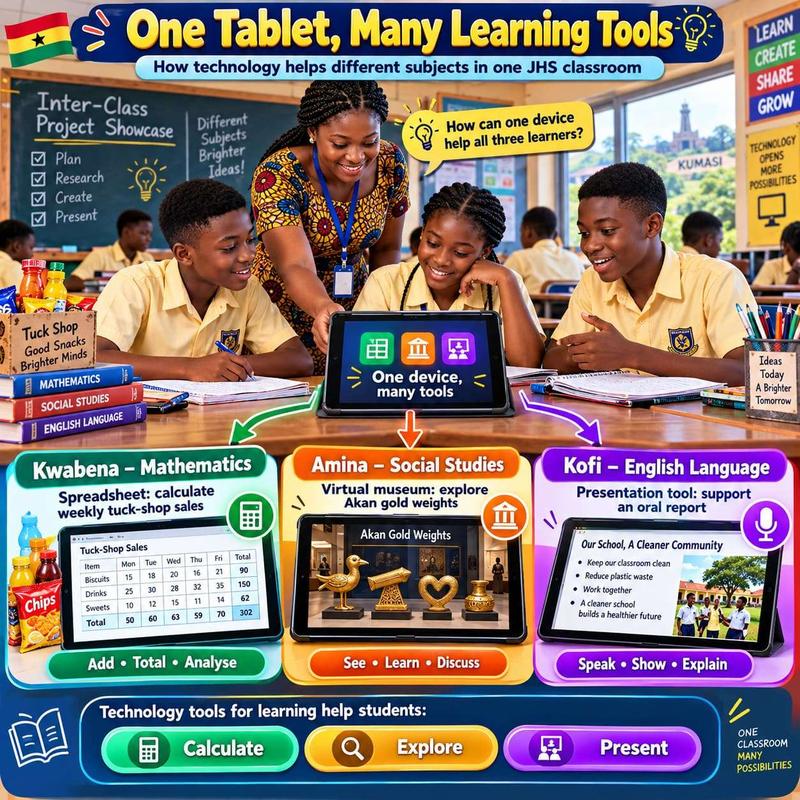 One Tablet, Many Learning Tools
How technology helps different subjects in one JHS classroom
Inter-Class
Project Showcase
Plan
Research
Create
Present
Different
Subjects
Brighter
Ideas!
How can one device
help all three learners?
LEARN
CREATE
SHARE
GROW
KUMASI
TECHNOLOGY
OPENS
MORE
POSSIBILITIES
Tuck Shop
Good Snacks
Brighter Minds
MATHEMATICS
SOCIAL STUDIES
ENGLISH LANGUAGE
One device,
many tools
Ideas
Today
A Brighter
Tomorrow
Kwabena – Mathematics
Spreadsheet: calculate
weekly tuck-shop sales
Tuck-Shop Sales
Item Mon Tue Wed Thu Fri Total
Biscuits 15 18 20 16 21 90
Drinks 25 30 28 32 35 150
Sweets 10 12 15 11 14 62
Total 50 60 63 59 70 302
Chips
Add • Total • Analyse
Amina – Social Studies
Virtual museum: explore
Akan gold weights
Akan Gold Weights
See • Learn • Discuss
Kofi – English Language
Presentation tool: support
an oral report
Our School, A Cleaner Community
• Keep our classroom clean
• Reduce plastic waste
• Work together
• A cleaner school
builds a healthier future
Speak • Show • Explain
Technology tools for learning help students:
Calculate
Explore
Present
ONE
CLASSROOM
MANY
POSSIBILITIES